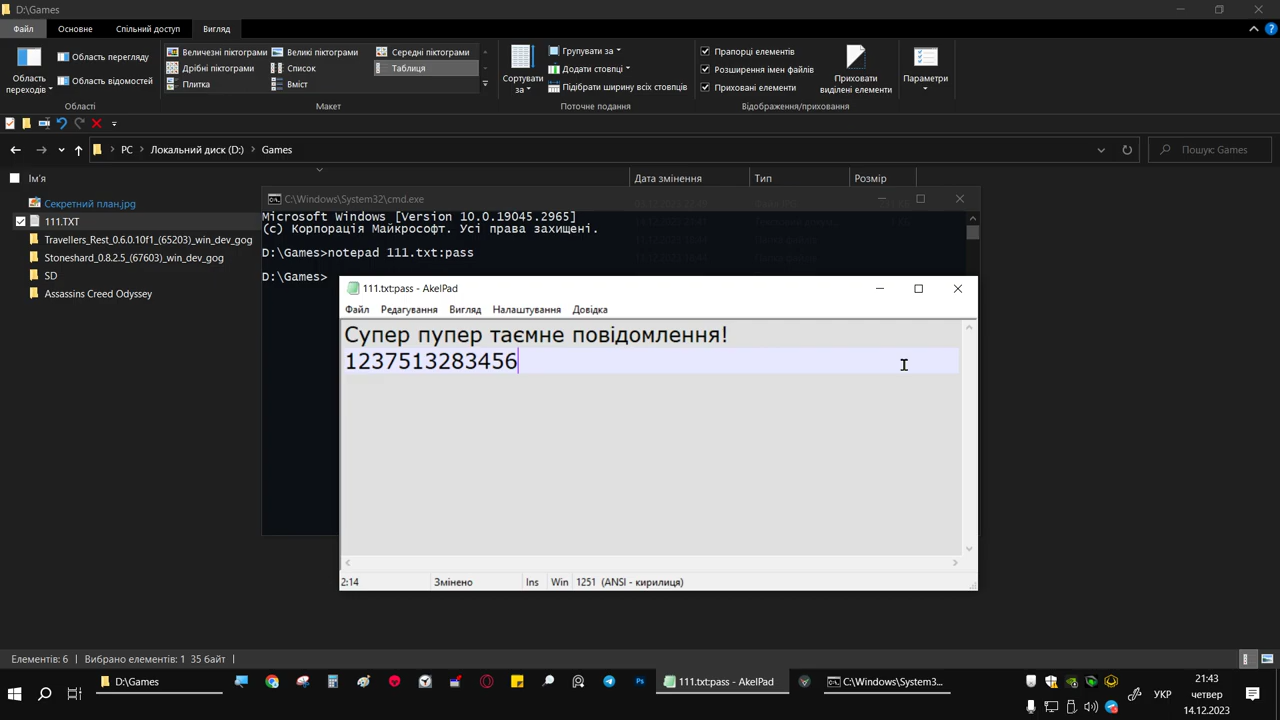 D:\Games
Файл
Основне
Спільний доступ
Вигляд
Область переходів
Область перегляду
Область відомостей
Області
Величезні піктограми
Великі піктограми
Середні піктограми
Дрібні піктограми
Список
Таблиця
Плитка
Вміст
Макет
Сортувати за
Групувати за
Додати стовпці
Підібрати ширину всіх стовпців
Поточне подання
Прапорці елементів
Розширення імен файлів
Приховані елементи
Приховати виділені елементи
Відображення/приховання
Параметри
PC
Локальний диск (D:)
Games
Пошук: Games
Ім'я
Дата змінення
Тип
Розмір
Секретний план.jpg
111.TXT
Travellers_Rest_0.6.0.10f1_(65203)_win_dev_gog
Stoneshard_0.8.2.5_(67603)_win_dev_gog
SD
Assassins Creed Odyssey
C:\Windows\System32\cmd.exe
Microsoft Windows [Version 10.0.19045.2965]
(c) Корпорація Майкрософт. Усі права захищені.
D:\Games>notepad 111.txt:pass
D:\Games>
111.txt:pass - AkelPad
Файл
Редагування
Вигляд
Налаштування
Довідка
Супер пупер таємне повідомлення!
1237513283456
2:14
Змінено
Ins
Win
1251 (ANSI - кирилиця)
Елементів: 6
Вибрано елементів: 1 35 байт
D:\Games
Ps
111.txt:pass - AkelPad
C:\Windows\System3...
УКР
21:43
четвер
14.12.2023